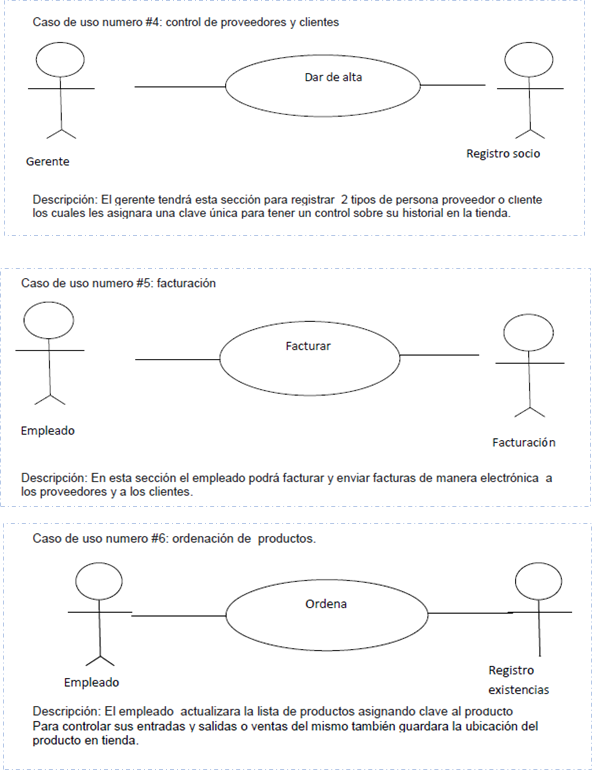 Caso de uso numero #4: control de proveedores y clientes
Dar de alta
Gerente
Registro socio
Descripción: El gerente tendrá esta sección para registrar 2 tipos de persona proveedor o cliente
los cuales les asignara una clave única para tener un control sobre su historial en la tienda.
Caso de uso numero #5: facturación
Facturar
Empleado
Facturación
Descripción: En esta sección el empleado podrá facturar y enviar facturas de manera electrónica a
los proveedores y a los clientes.
Caso de uso numero #6: ordenación de productos.
Ordena
Empleado
Registro
existencias
Descripción: El empleado actualizara la lista de productos asignando clave al producto
Para controlar sus entradas y salidas o ventas del mismo también guardara la ubicación del
producto en tienda.